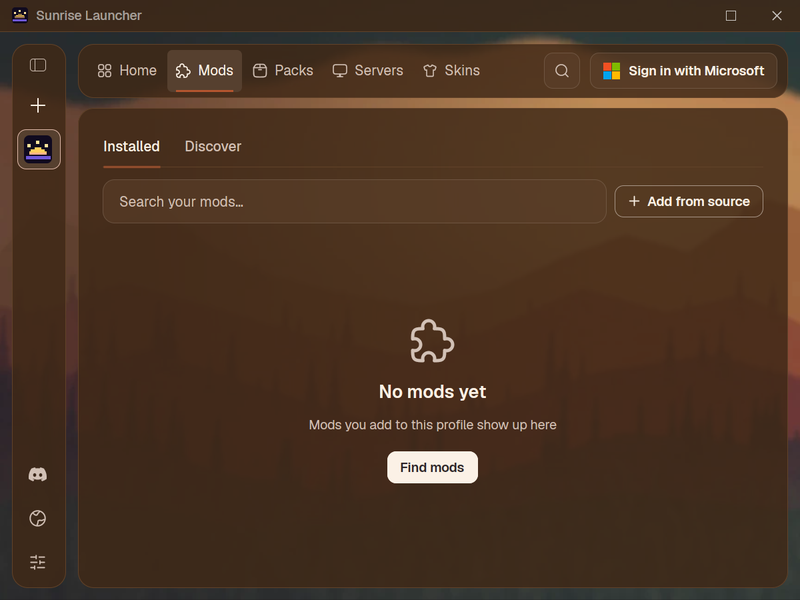 Sunrise Launcher
Home
Mods
Packs
Servers
Skins
Sign in with Microsoft
Installed
Discover
Search your mods...
Add from source
No mods yet
Mods you add to this profile show up here
Find mods